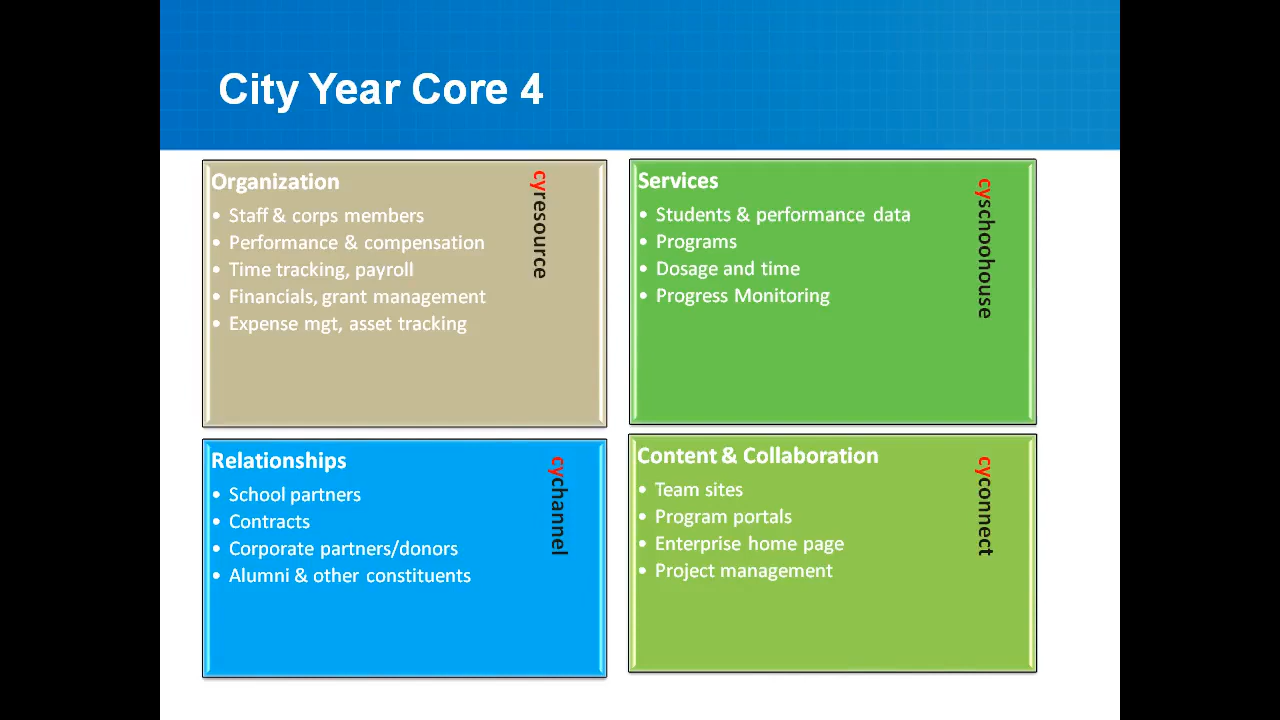 City Year Core 4
Organization
• Staff & corps members
• Performance & compensation
• Time tracking, payroll
• Financials, grant management
• Expense mgt, asset tracking
cyresource
Services
• Students & performance data
• Programs
• Dosage and time
• Progress Monitoring
cyschoohouse
Relationships
• School partners
• Contracts
• Corporate partners/donors
• Alumni & other constituents
cychannel
Content & Collaboration
• Team sites
• Program portals
• Enterprise home page
• Project management
cyconnect